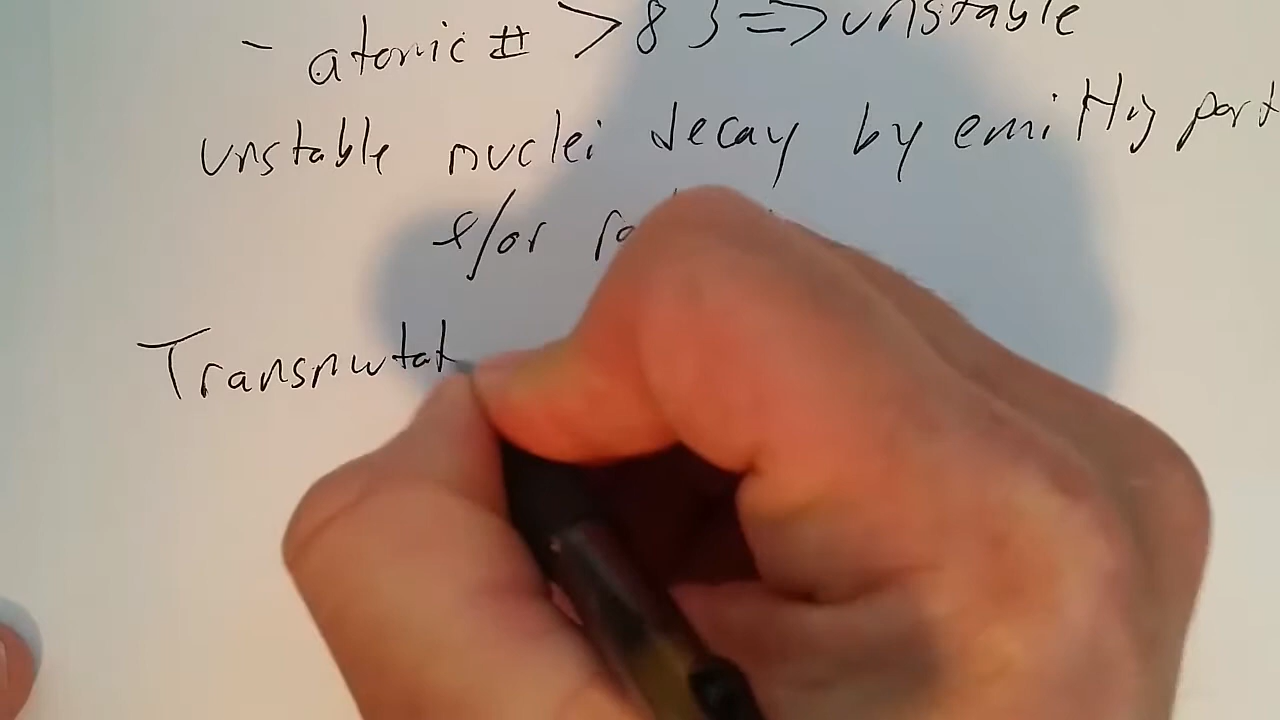 - atomic # > 83 => unstable
unstable nuclei decay by emitting part
&/or
Transmutat